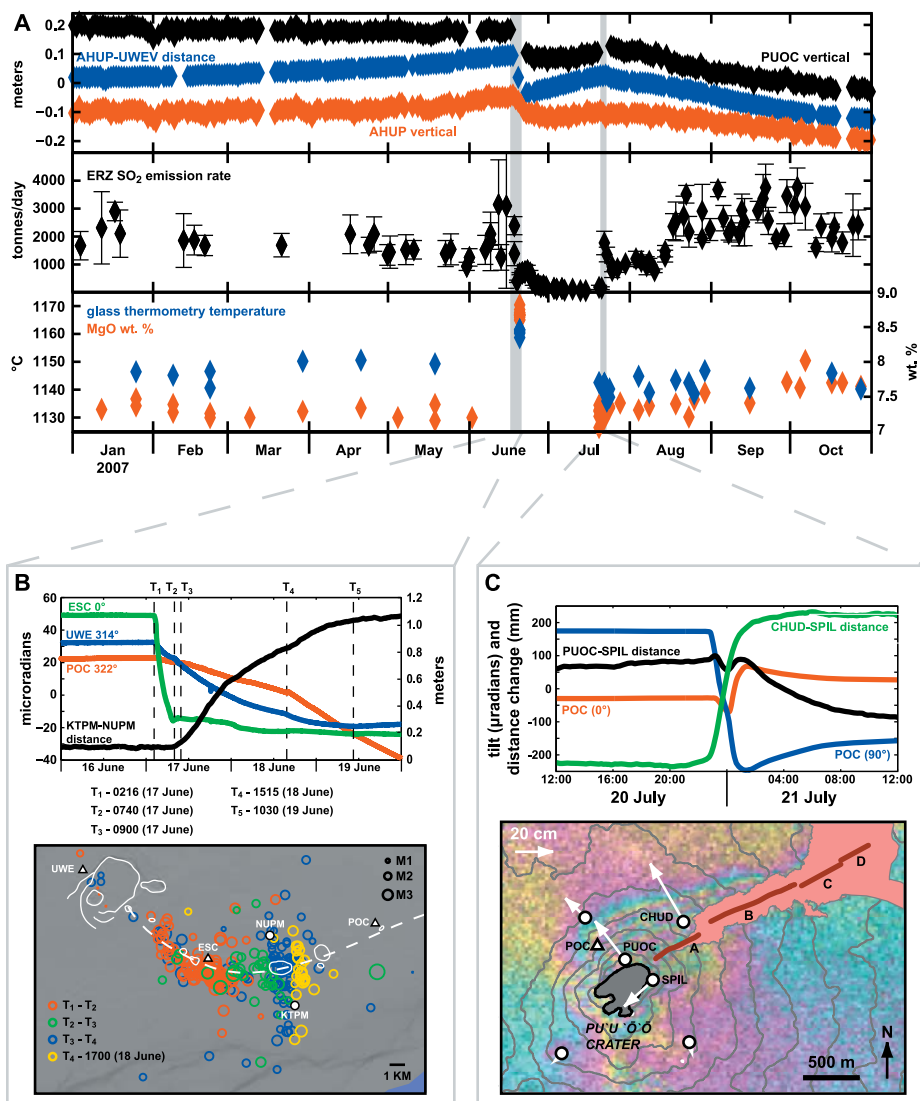 A
0.2
0.1
0
−0.1
−0.2
meters
AHUP-UWEV distance
PUOC vertical
AHUP vertical
4000
3000
2000
1000
tonnes/day
ERZ SO2 emission rate
1170
1160
1150
1140
1130
°C
glass thermometry temperature
MgO wt. %
9.0
8.5
8
7.5
7
wt. %
Jan Feb Mar Apr May June Jul Aug Sep Oct
2007
B
T1 T2 T3 T4 T5
60
40
20
0
−20
−40
microradians
ESC 0°
UWE 314°
POC 322°
KTPM-NUPM
distance
1.2
1.0
0.8
0.6
0.4
0.2
0
meters
16 June 17 June 18 June 19 June
T1 - 0216 (17 June) T4 - 1515 (18 June)
T2 - 0740 (17 June) T5 - 1030 (19 June)
T3 - 0900 (17 June)
UWE
M1
M2
M3
NUPM
POC
ESC
KTPM
T1 - T2
T2 - T3
T3 - T4
T4 - 1700 (18 June)
1 KM
C
200
100
0
-100
-200
tilt (µradians) and
distance change (mm)
CHUD-SPIL distance
PUOC-SPIL distance
POC (0°)
POC (90°)
12:00 20:00 04:00 12:00
20 July 21 July
20 cm
D
C
B
A
CHUD
POC
PUOC
SPIL
PU`U `Ō`Ō
CRATER
N
500 m